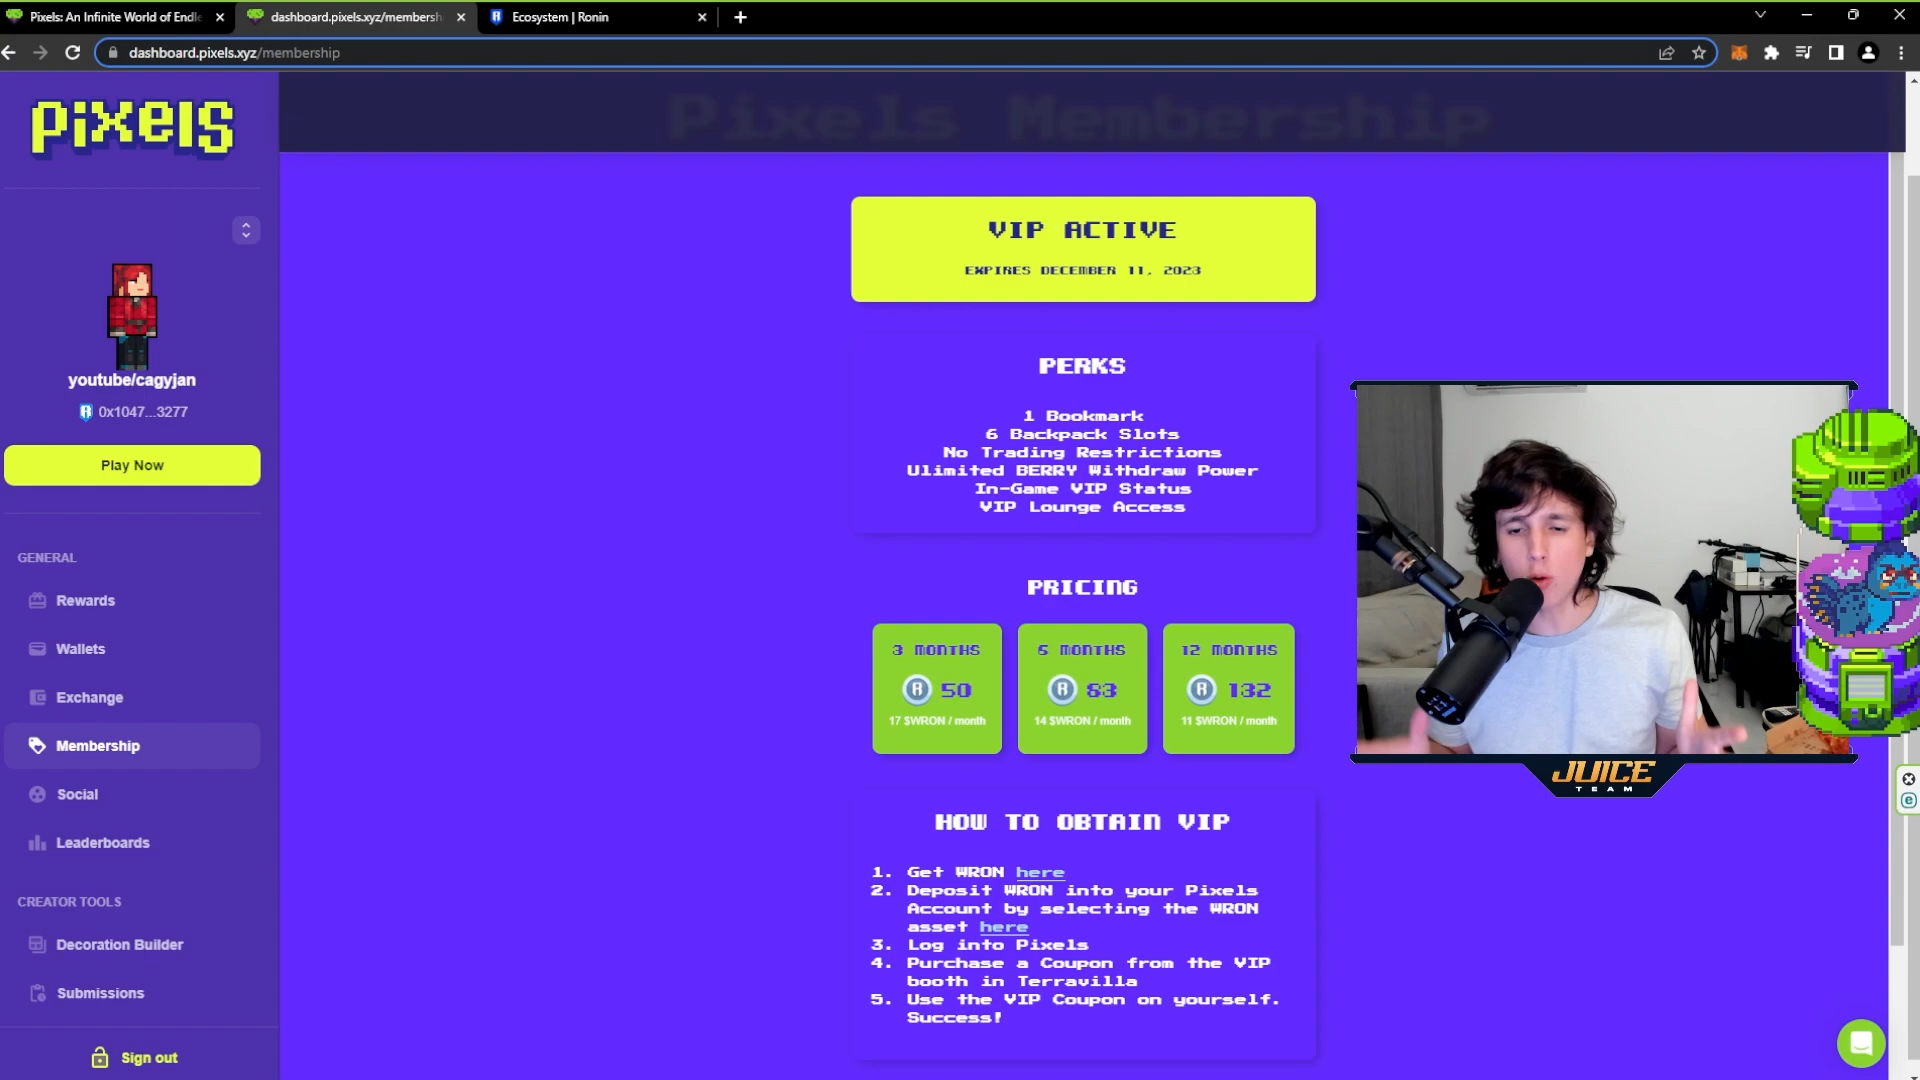 Pixels: An Infinite World of Endle
dashboard.pixels.xyz/membersh
Ecosystem | Ronin
dashboard.pixels.xyz/membership
pixels
Pixels Membership
youtube/cagyjan
0x1047...3277
Play Now
GENERAL
Rewards
Wallets
Exchange
Membership
Social
Leaderboards
CREATOR TOOLS
Decoration Builder
Submissions
Sign out
VIP ACTIVE
EXPIRES DECEMBER 11, 2023
PERKS
1 Bookmark
6 Backpack Slots
No Trading Restrictions
Ulimited BERRY Withdraw Power
In-Game VIP Status
VIP Lounge Access
PRICING
3 MONTHS
50
17 $WRON / month
6 MONTHS
83
14 $WRON / month
12 MONTHS
132
11 $WRON / month
HOW TO OBTAIN VIP
1. Get WRON here
2. Deposit WRON into your Pixels
Account by selecting the WRON
asset here
3. Log into Pixels
4. Purchase a Coupon from the VIP
booth in Terravilla
5. Use the VIP Coupon on yourself.
Success!
JUICE
TEAM